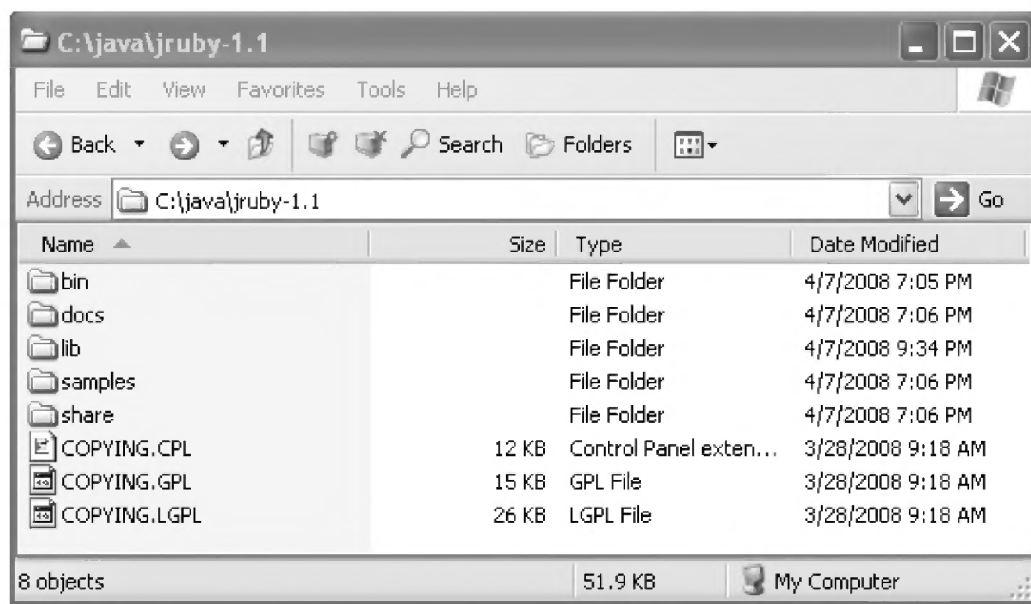 C:\java\jruby-1.1
File Edit View Favorites Tools Help
Back Search Folders
Address C:\java\jruby-1.1 Go
Name Size Type Date Modified
bin File Folder 4/7/2008 7:05 PM
docs File Folder 4/7/2008 7:06 PM
lib File Folder 4/7/2008 9:34 PM
samples File Folder 4/7/2008 7:06 PM
share File Folder 4/7/2008 7:06 PM
COPYING.CPL 12 KB Control Panel exten... 3/28/2008 9:18 AM
COPYING.GPL 15 KB GPL File 3/28/2008 9:18 AM
COPYING.LGPL 26 KB LGPL File 3/28/2008 9:18 AM
8 objects 51.9 KB My Computer